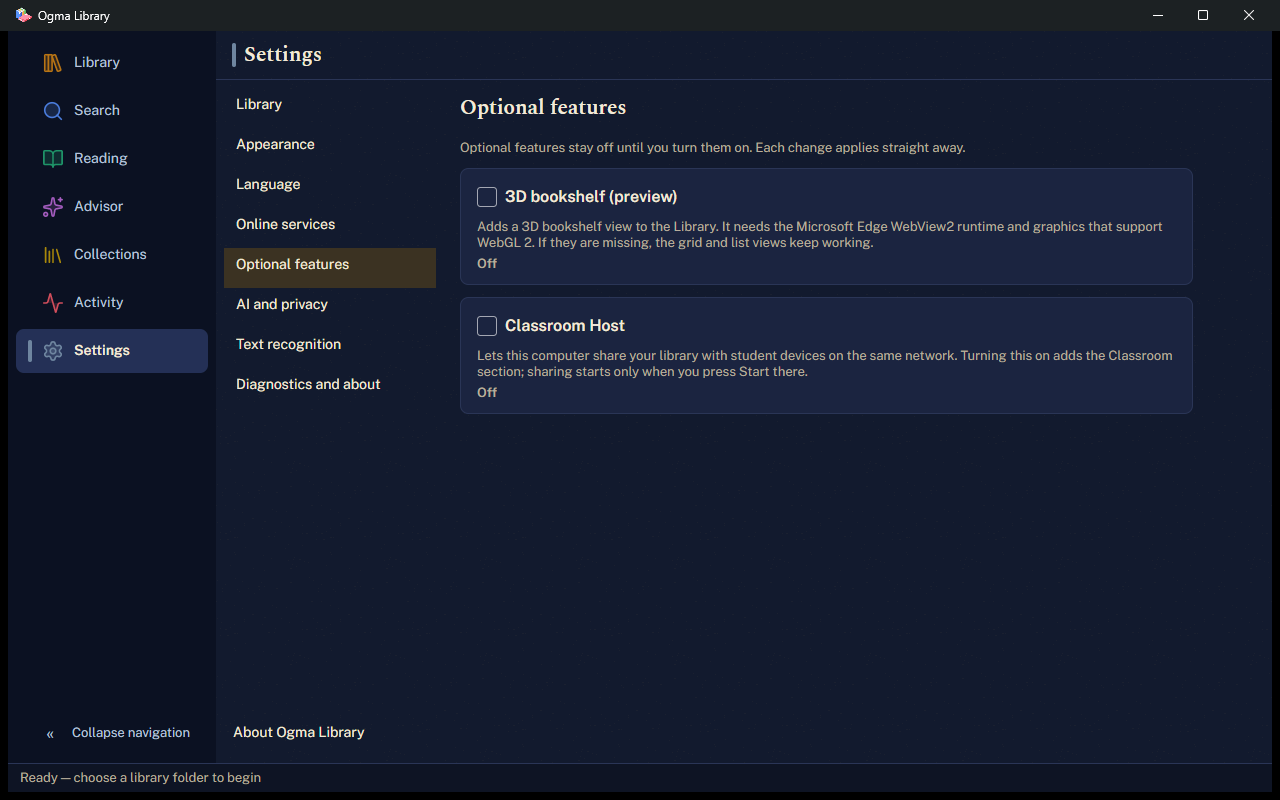 Ogma Library
Library
Search
Reading
Advisor
Collections
Activity
Settings
« Collapse navigation
Settings
Library
Appearance
Language
Online services
Optional features
AI and privacy
Text recognition
Diagnostics and about
About Ogma Library
Optional features
Optional features stay off until you turn them on. Each change applies straight away.
3D bookshelf (preview)
Adds a 3D bookshelf view to the Library. It needs the Microsoft Edge WebView2 runtime and graphics that support
WebGL 2. If they are missing, the grid and list views keep working.
Off
Classroom Host
Lets this computer share your library with student devices on the same network. Turning this on adds the Classroom
section; sharing starts only when you press Start there.
Off
Ready — choose a library folder to begin